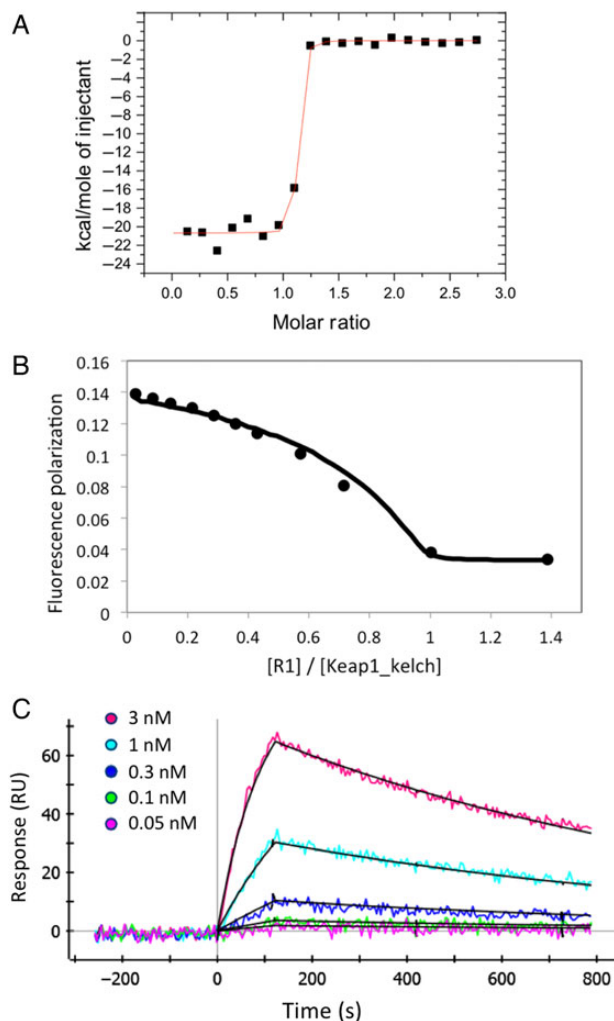 A
kcal/mole of injectant
0
−2
−4
−6
−8
−10
−12
−14
−16
−18
−20
−22
−24
0.0 0.5 1.0 1.5 2.0 2.5 3.0
Molar ratio
B
Fluorescence polarization
0.16
0.14
0.12
0.1
0.08
0.06
0.04
0.02
0
0 0.2 0.4 0.6 0.8 1 1.2 1.4
[R1] / [Keap1_kelch]
C
3 nM
1 nM
0.3 nM
0.1 nM
0.05 nM
Response (RU)
60
40
20
0
−200 0 200 400 600 800
Time (s)